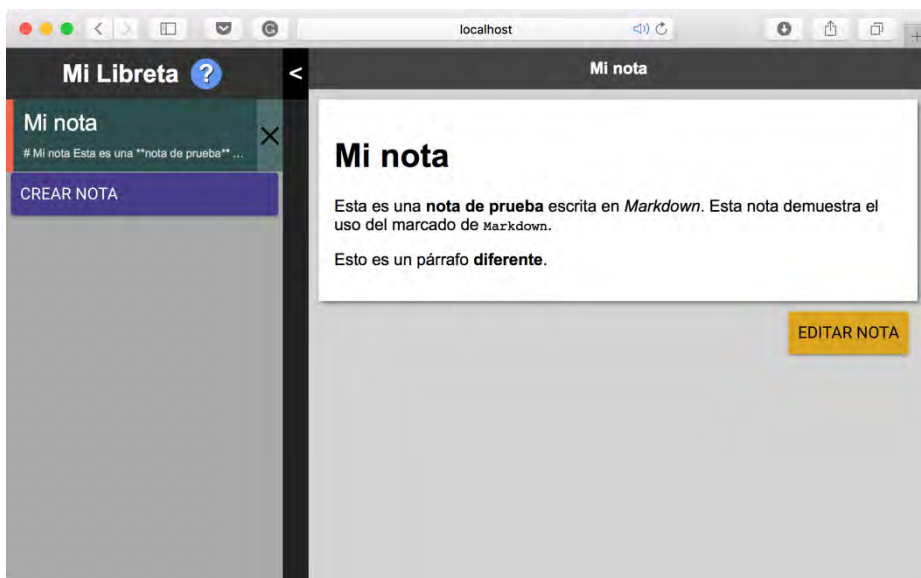 localhost
Mi Libreta ?
<
Mi nota
Mi nota
# Mi nota Esta es una **nota de prueba** ...
CREAR NOTA
Mi nota
Esta es una nota de prueba escrita en Markdown. Esta nota demuestra el
uso del marcado de Markdown.
Esto es un párrafo diferente.
EDITAR NOTA